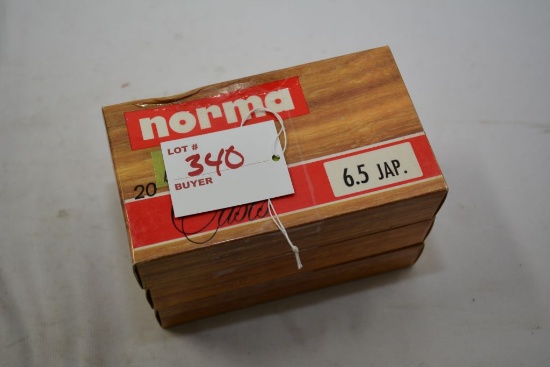 norma
LOT #
340
BUYER
20
6.5 JAP.